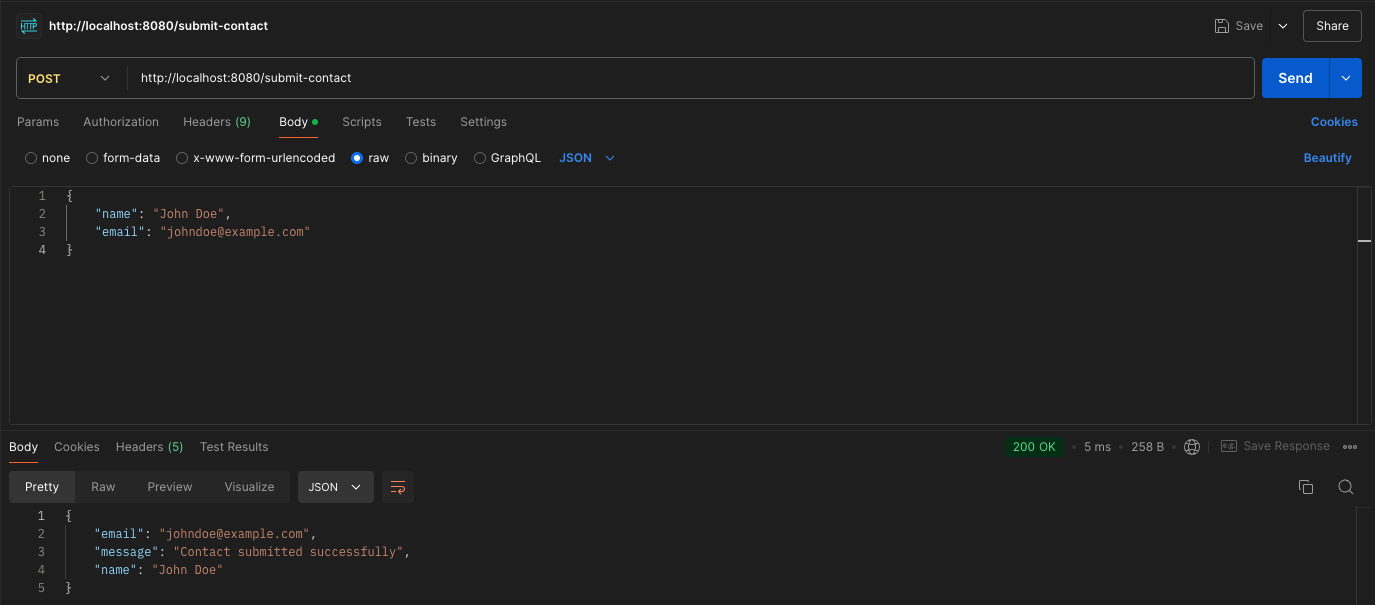 HTTP http://localhost:8080/submit-contact Save Share
POST http://localhost:8080/submit-contact Send
Params Authorization Headers (9) Body Scripts Tests Settings Cookies
none form-data x-www-form-urlencoded raw binary GraphQL JSON Beautify
1 {
2 "name": "John Doe",
3 "email": "johndoe@example.com"
4 }
Body Cookies Headers (5) Test Results 200 OK • 5 ms • 258 B e.g. Save Response
Pretty Raw Preview Visualize JSON
1 {
2 "email": "johndoe@example.com",
3 "message": "Contact submitted successfully",
4 "name": "John Doe"
5 }